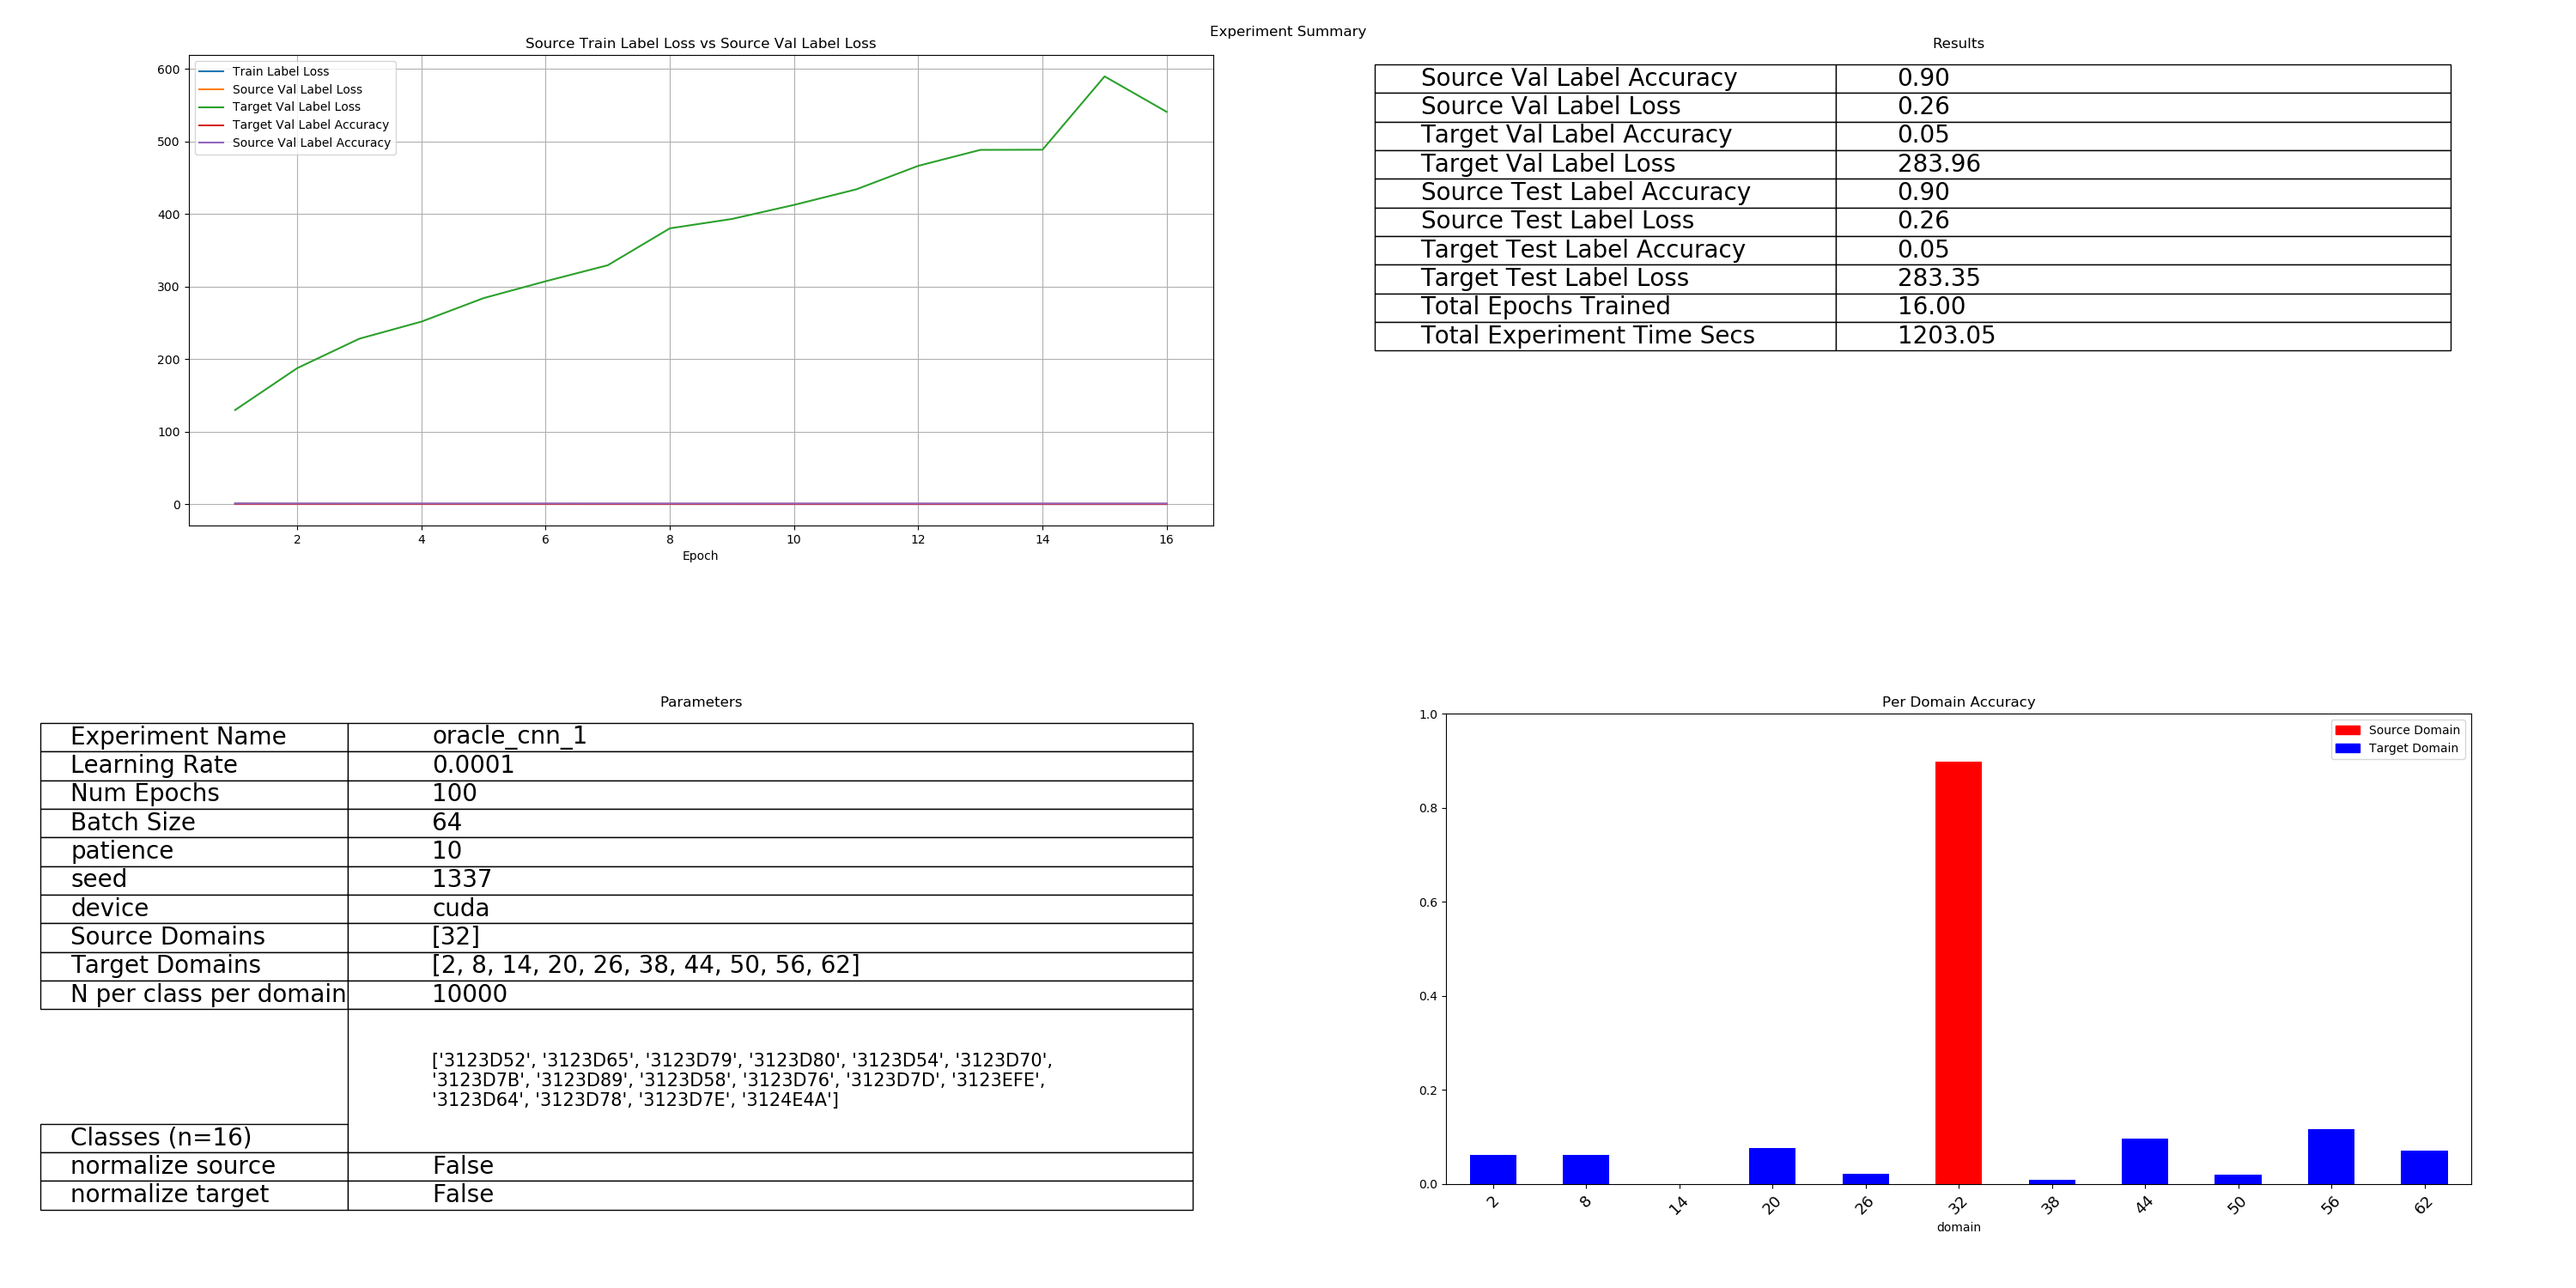 Experiment Summary
Source Train Label Loss vs Source Val Label Loss
Train Label Loss
Source Val Label Loss
Target Val Label Loss
Target Val Label Accuracy
Source Val Label Accuracy
600
500
400
300
200
100
0
2 4 6 8 10 12 14 16
Epoch
Results
Source Val Label Accuracy 0.90
Source Val Label Loss 0.26
Target Val Label Accuracy 0.05
Target Val Label Loss 283.96
Source Test Label Accuracy 0.90
Source Test Label Loss 0.26
Target Test Label Accuracy 0.05
Target Test Label Loss 283.35
Total Epochs Trained 16.00
Total Experiment Time Secs 1203.05
Parameters
Experiment Name oracle_cnn_1
Learning Rate 0.0001
Num Epochs 100
Batch Size 64
patience 10
seed 1337
device cuda
Source Domains [32]
Target Domains [2, 8, 14, 20, 26, 38, 44, 50, 56, 62]
N per class per domain 10000
['3123D52', '3123D65', '3123D79', '3123D80', '3123D54', '3123D70',
'3123D7B', '3123D89', '3123D58', '3123D76', '3123D7D', '3123EFE',
'3123D64', '3123D78', '3123D7E', '3124E4A']
Classes (n=16)
normalize source False
normalize target False
Per Domain Accuracy
Source Domain
Target Domain
1.0
0.8
0.6
0.4
0.2
0.0
2 8 14 20 26 32 38 44 50 56 62
domain